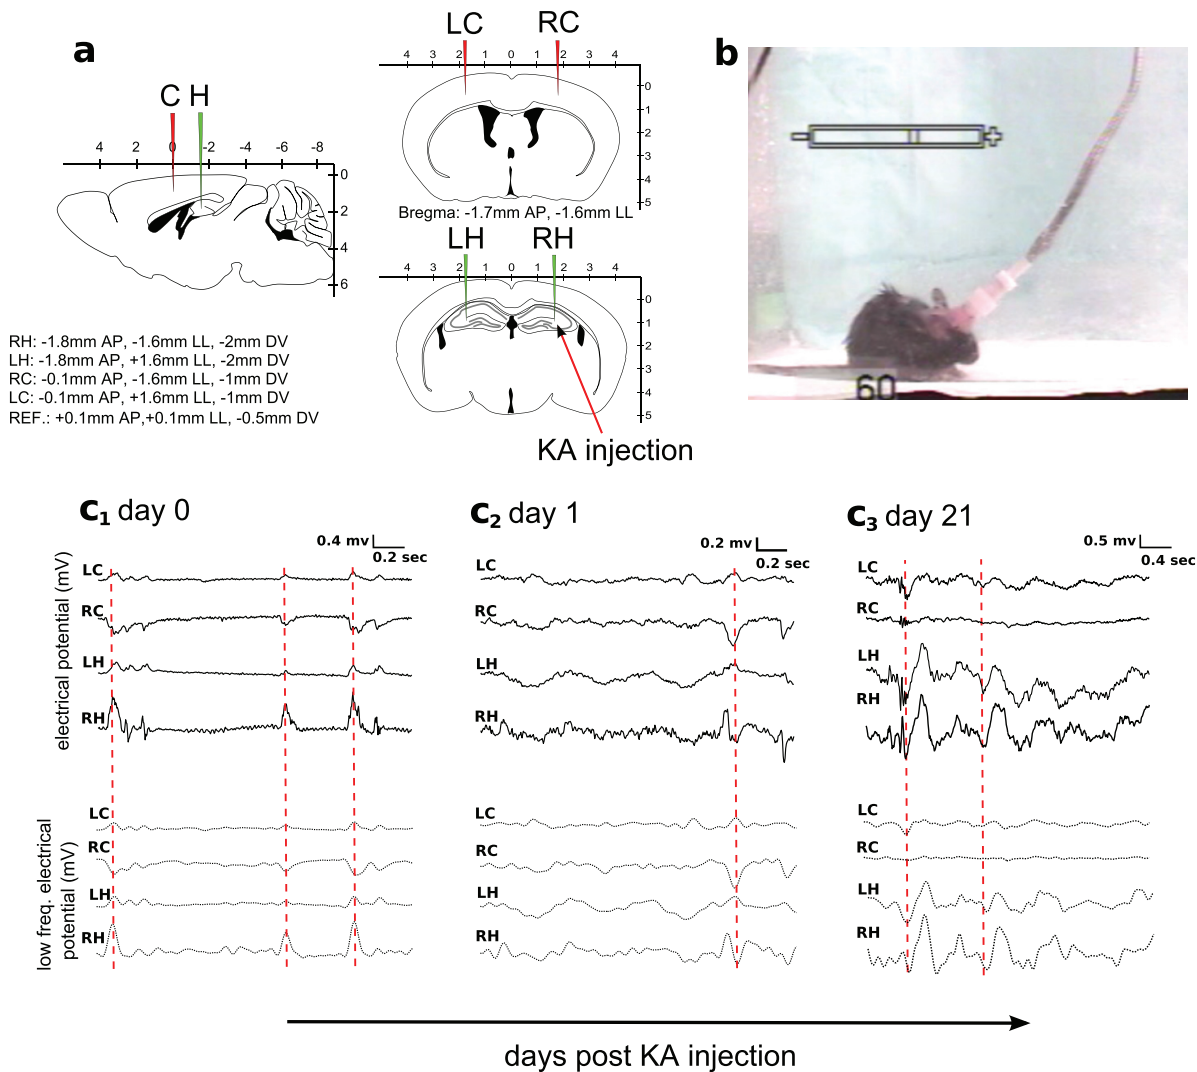 a
C H
4 2 0 -2 -4 -6 -8
0
2
4
6
LC RC
4 3 2 1 0 1 2 3 4
0
1
2
3
4
5
Bregma: -1.7mm AP, -1.6mm LL
LH RH
4 3 2 1 0 1 2 3 4
0
1
2
3
4
5
KA injection
RH: -1.8mm AP, -1.6mm LL, -2mm DV
LH: -1.8mm AP, +1.6mm LL, -2mm DV
RC: -0.1mm AP, -1.6mm LL, -1mm DV
LC: -0.1mm AP, +1.6mm LL, -1mm DV
REF.: +0.1mm AP,+0.1mm LL, -0.5mm DV
b
- +
60
c1 day 0
0.4 mv
0.2 sec
electrical potential (mV)
LC
RC
LH
RH
low freq. electrical
potential (mV)
LC
RC
LH
RH
c2 day 1
0.2 mv
0.2 sec
LC
RC
LH
RH
LC
RC
LH
RH
c3 day 21
0.5 mv
0.4 sec
LC
RC
LH
RH
LC
RC
LH
RH
days post KA injection